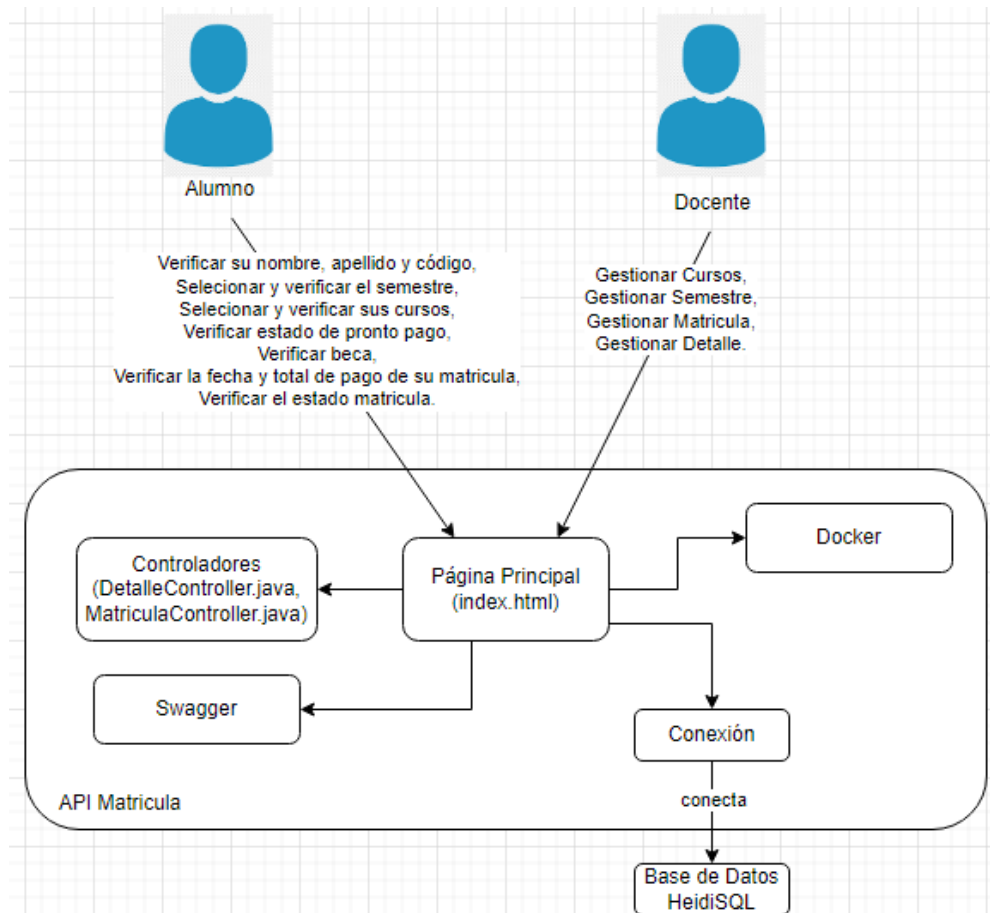 Alumno
Docente
Verificar su nombre, apellido y código,
Selecionar y verificar el semestre,
Selecionar y verificar sus cursos,
Verificar estado de pronto pago,
Verificar beca,
Verificar la fecha y total de pago de su matricula,
Verificar el estado matricula.
Gestionar Cursos,
Gestionar Semestre,
Gestionar Matricula,
Gestionar Detalle.
Controladores
(DetalleController.java,
MatriculaController.java)
Página Principal
(index.html)
Docker
Swagger
Conexión
API Matricula
conecta
Base de Datos
HeidiSQL